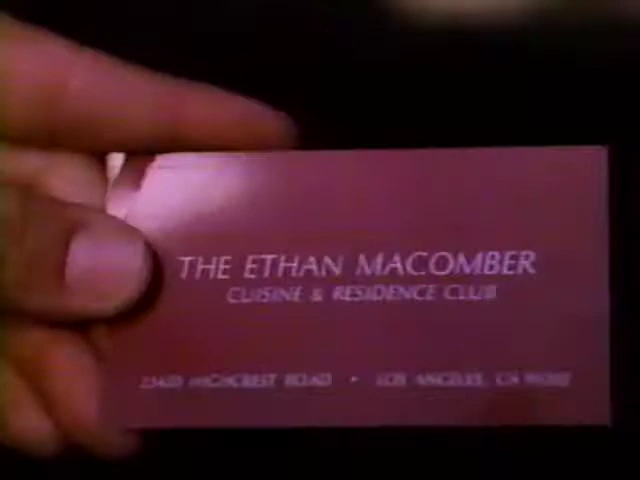 THE ETHAN MACOMBER
CUISINE & RESIDENCE CLUB
HIGHCREST ROAD • LOS ANGELES, CA